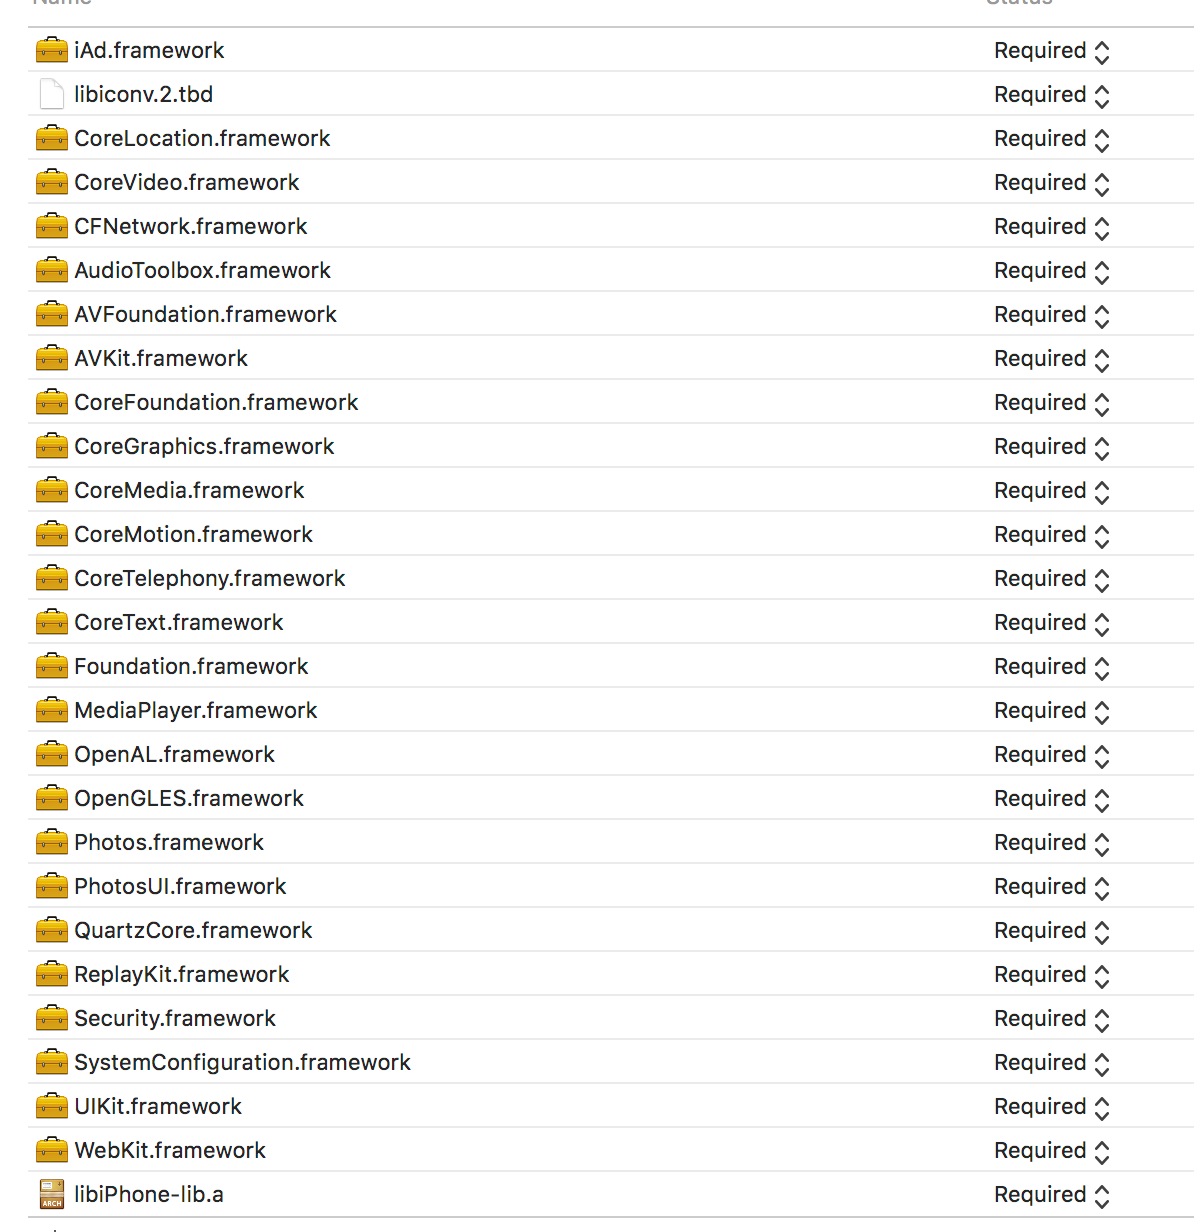 Name Status
iAd.framework Required
libiconv.2.tbd Required
CoreLocation.framework Required
CoreVideo.framework Required
CFNetwork.framework Required
AudioToolbox.framework Required
AVFoundation.framework Required
AVKit.framework Required
CoreFoundation.framework Required
CoreGraphics.framework Required
CoreMedia.framework Required
CoreMotion.framework Required
CoreTelephony.framework Required
CoreText.framework Required
Foundation.framework Required
MediaPlayer.framework Required
OpenAL.framework Required
OpenGLES.framework Required
Photos.framework Required
PhotosUI.framework Required
QuartzCore.framework Required
ReplayKit.framework Required
Security.framework Required
SystemConfiguration.framework Required
UIKit.framework Required
WebKit.framework Required
ARCH libiPhone-lib.a Required